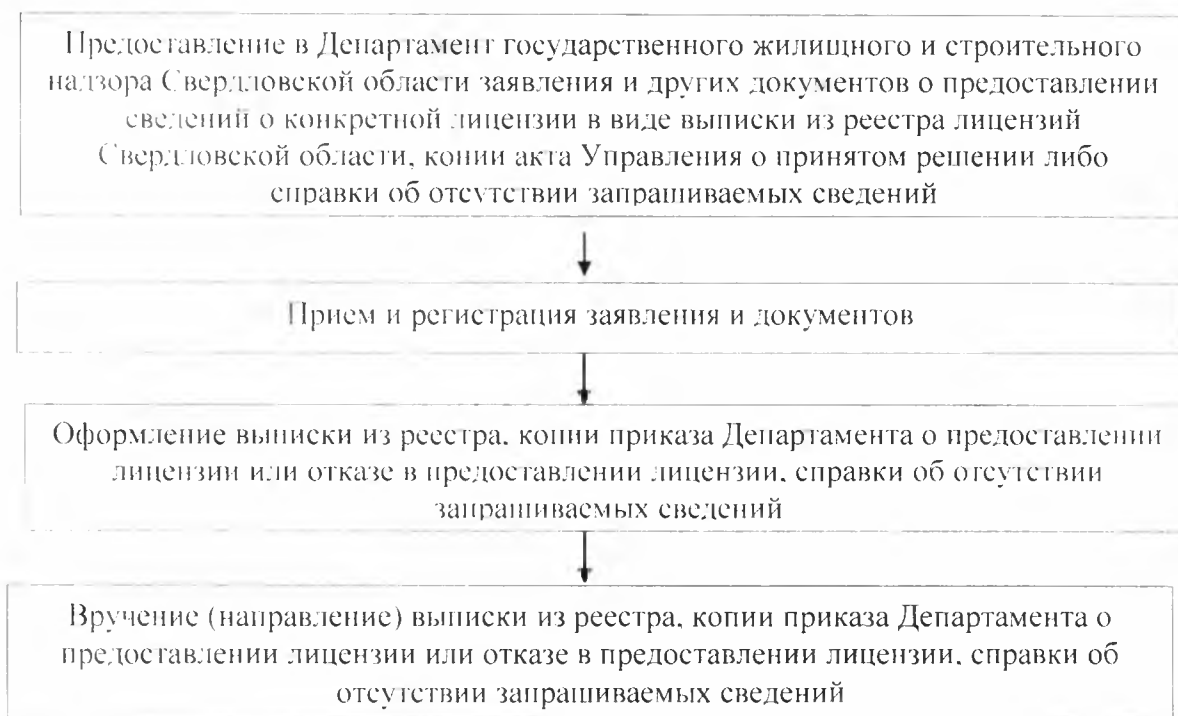 Предоставление в Департамент государственного жилищного и строительного
надзора Свердловской области заявления и других документов о предоставлении
сведений о конкретной лицензии в виде выписки из реестра лицензий
Свердловской области, копии акта Управления о принятом решении либо
справки об отсутствии запрашиваемых сведений
Прием и регистрация заявления и документов
Оформление выписки из реестра, копии приказа Департамента о предоставлении
лицензии или отказе в предоставлении лицензии, справки об отсутствии
запрашиваемых сведений
Вручение (направление) выписки из реестра, копии приказа Департамента о
предоставлении лицензии или отказе в предоставлении лицензии, справки об
отсутствии запрашиваемых сведений